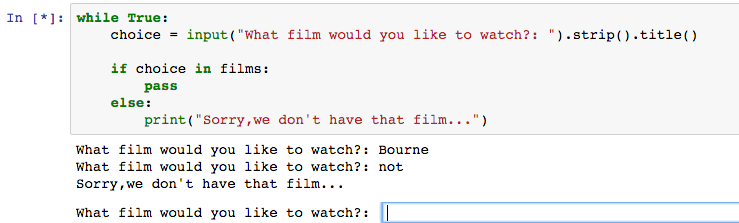 In [*]: while True:
choice = input("What film would you like to watch?: ").strip().title()
if choice in films:
pass
else:
print("Sorry,we don't have that film...")
What film would you like to watch?: Bourne
What film would you like to watch?: not
Sorry,we don't have that film...
What film would you like to watch?: